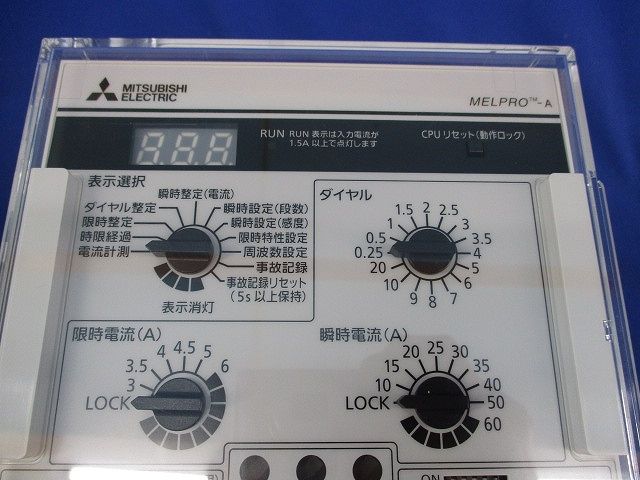 MITSUBISHI
ELECTRIC
MELPRO™-A
8.8.8
RUN RUN 表示は入力電流が
1.5A 以上で点灯します
CPU リセット(動作ロック)
表示選択
瞬時整定(電流)
ダイヤル整定
瞬時設定(段数)
限時整定
瞬時設定(感度)
時限経過
限時特性設定
電流計測
周波数設定
事故記録
事故記録リセット
(5s 以上保持)
表示消灯
ダイヤル
0.25 0.5 1 1.5 2 2.5 3 3.5 4 5 6 7 8 9 10 20
限時電流(A)
LOCK 3 3.5 4 4.5 5 6
瞬時電流(A)
LOCK 10 15 20 25 30 35 40 50 60
ON